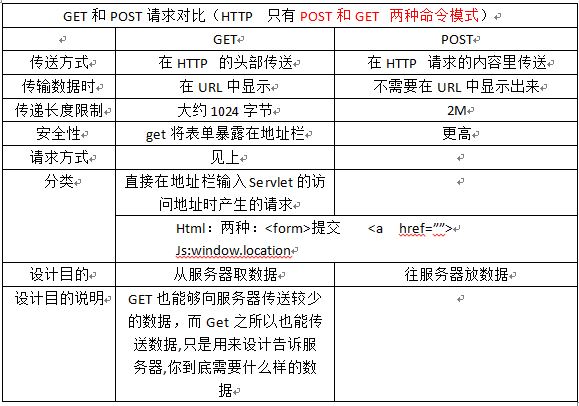 GET 和 POST 请求对比（HTTP 只有 POST 和 GET 两种命令模式）
GET POST
传送方式 在 HTTP 的头部传送 在 HTTP 请求的内容里传送
传输数据时 在 URL 中显示 不需要在 URL 中显示出来
传递长度限制 大约 1024 字节 2M
安全性 get 将表单暴露在地址栏 更高
请求方式 见上
分类 直接在地址栏输入 Servlet 的访
问地址时产生的请求
Html：两种：<form>提交 <a href="">
Js:window.location
设计目的 从服务器取数据 往服务器放数据
设计目的说明 GET 也能够向服务器传送较少
的数据，而 Get 之所以也能传
送数据,只是用来设计告诉服
务器,你到底需要什么样的数
据